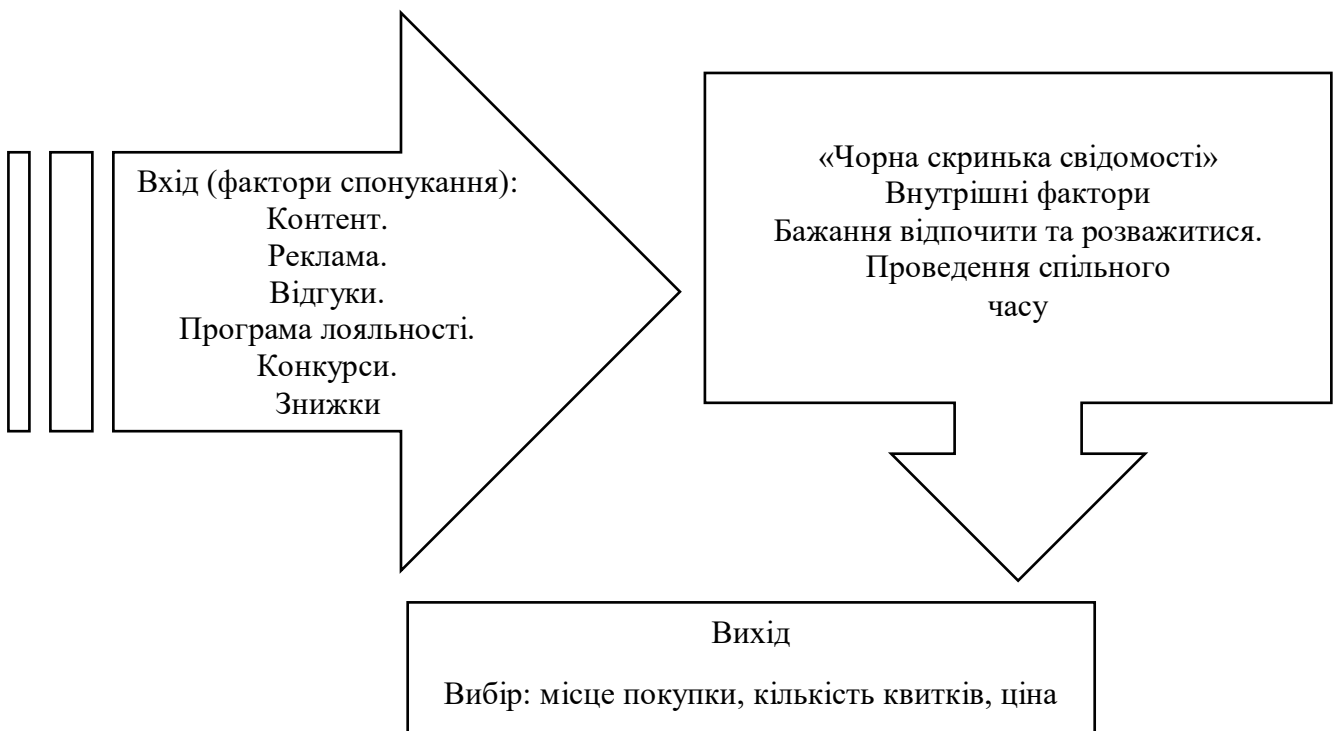 Вхід (фактори спонукання):
Контент.
Реклама.
Відгуки.
Програма лояльності.
Конкурси.
Знижки
«Чорна скринька свідомості»
Внутрішні фактори
Бажання відпочити та розважитися.
Проведення спільного
часу
Вихід
Вибір: місце покупки, кількість квитків, ціна